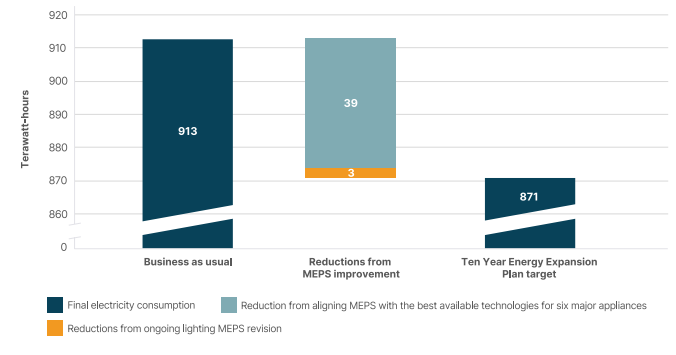 920
910
900
890
880
870
860
0
Terawatt-hours
913
39
3
871
Business as usual
Reductions from
MEPS improvement
Ten Year Energy Expansion
Plan target
Final electricity consumption
Reduction from aligning MEPS with the best available technologies for six major appliances
Reductions from ongoing lighting MEPS revision